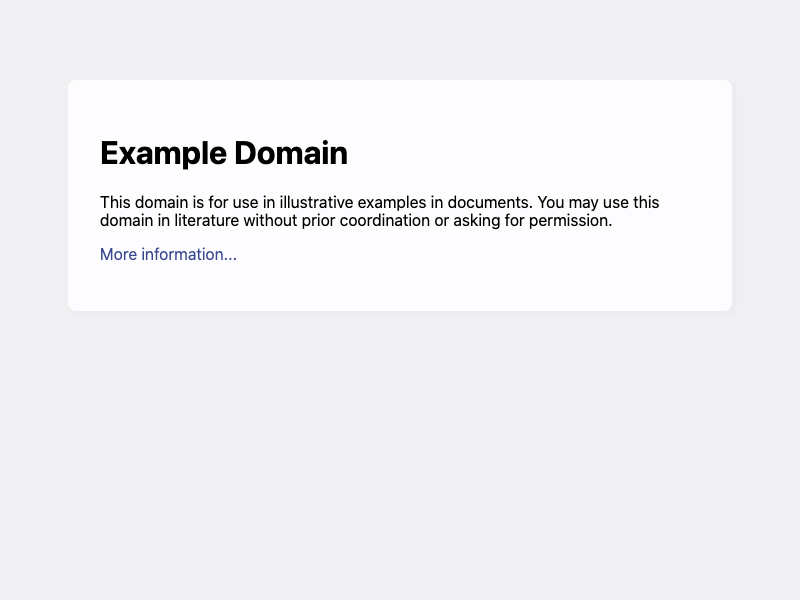 Example Domain
This domain is for use in illustrative examples in documents. You may use this
domain in literature without prior coordination or asking for permission.
More information...